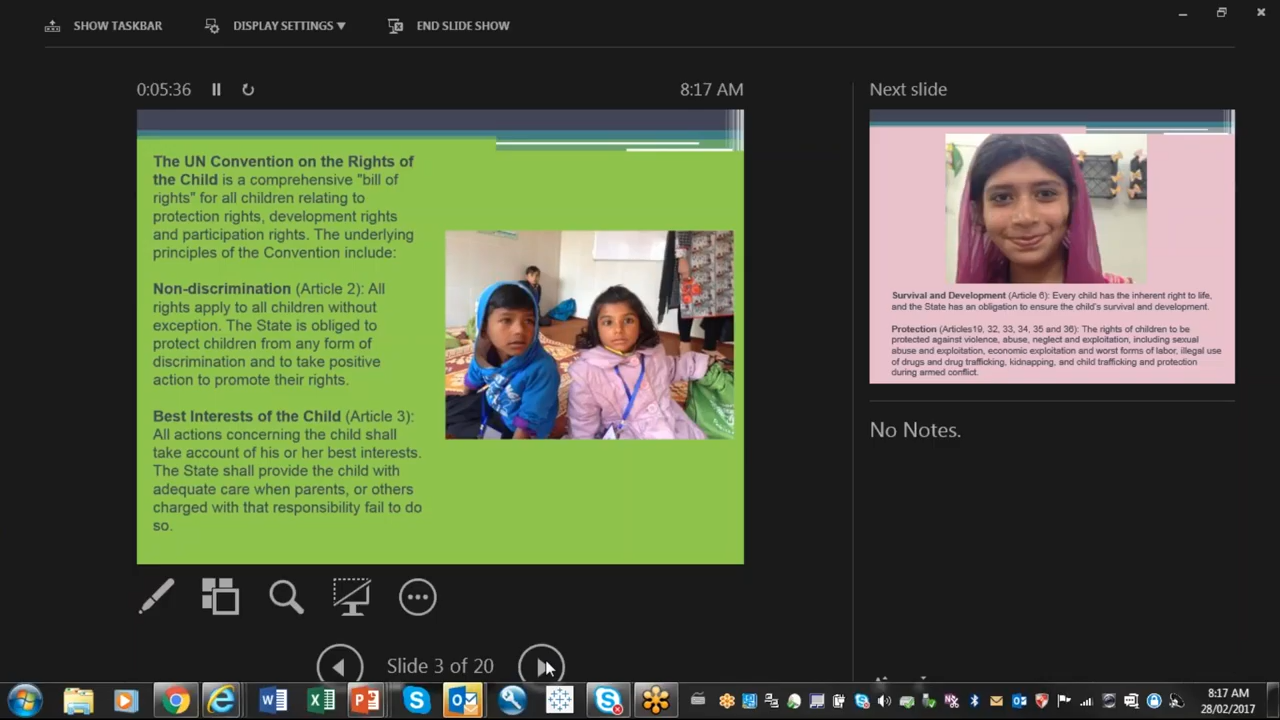 SHOW TASKBAR
DISPLAY SETTINGS ▼
END SLIDE SHOW
0:05:36
8:17 AM
The UN Convention on the Rights of
the Child is a comprehensive "bill of
rights" for all children relating to
protection rights, development rights
and participation rights. The underlying
principles of the Convention include:
Non-discrimination (Article 2): All
rights apply to all children without
exception. The State is obliged to
protect children from any form of
discrimination and to take positive
action to promote their rights.
Best Interests of the Child (Article 3):
All actions concerning the child shall
take account of his or her best interests.
The State shall provide the child with
adequate care when parents, or others
charged with that responsibility fail to do
so.
Slide 3 of 20
Next slide
Survival and Development (Article 6): Every child has the inherent right to life,
and the State has an obligation to ensure the child's survival and development.
Protection (Articles19, 32, 33, 34, 35 and 36): The rights of children to be
protected against violence, abuse, neglect and exploitation, including sexual
abuse and exploitation, economic exploitation and worst forms of labor, illegal use
of drugs and drug trafficking, kidnapping, and child trafficking and protection
during armed conflict.
No Notes.
8:17 AM
28/02/2017